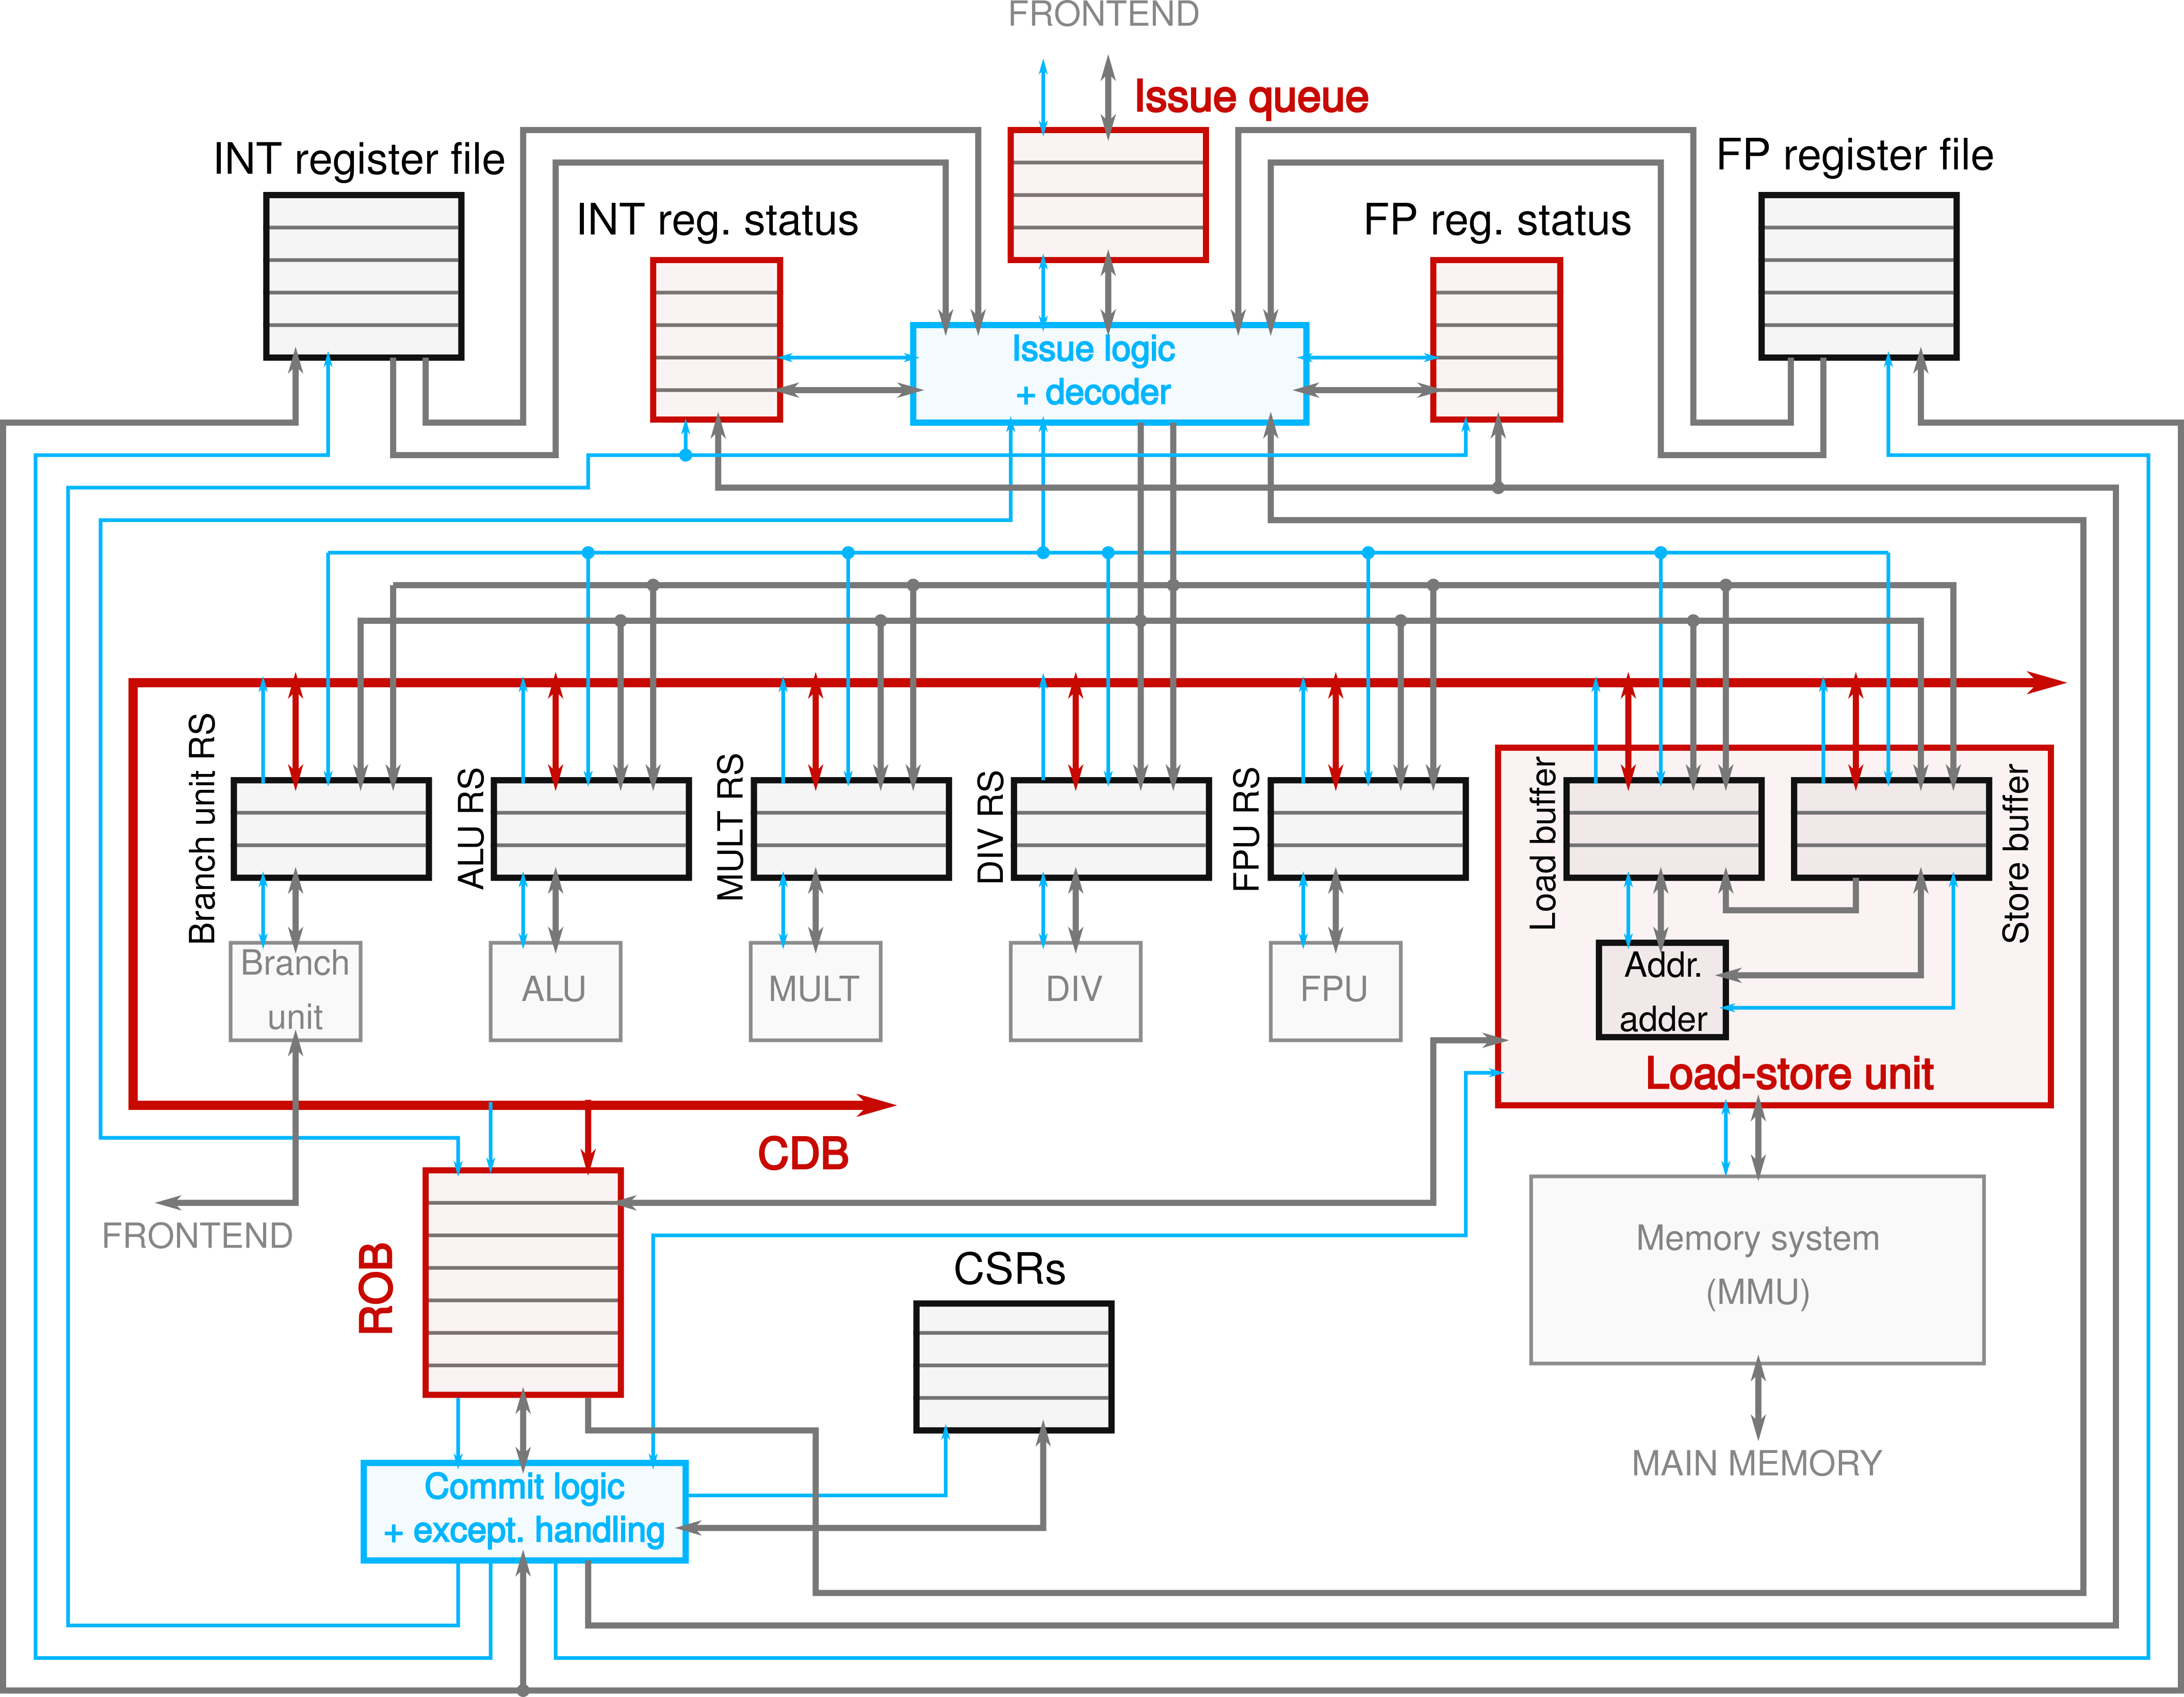 FRONTEND
Issue queue
INT register file
FP register file
INT reg. status
FP reg. status
Issue logic
+ decoder
Branch unit RS
ALU RS
MULT RS
DIV RS
FPU RS
Load buffer
Store buffer
Branch
unit
ALU
MULT
DIV
FPU
Addr.
adder
Load-store unit
CDB
FRONTEND
ROB
CSRs
Memory system
(MMU)
MAIN MEMORY
Commit logic
+ except. handling